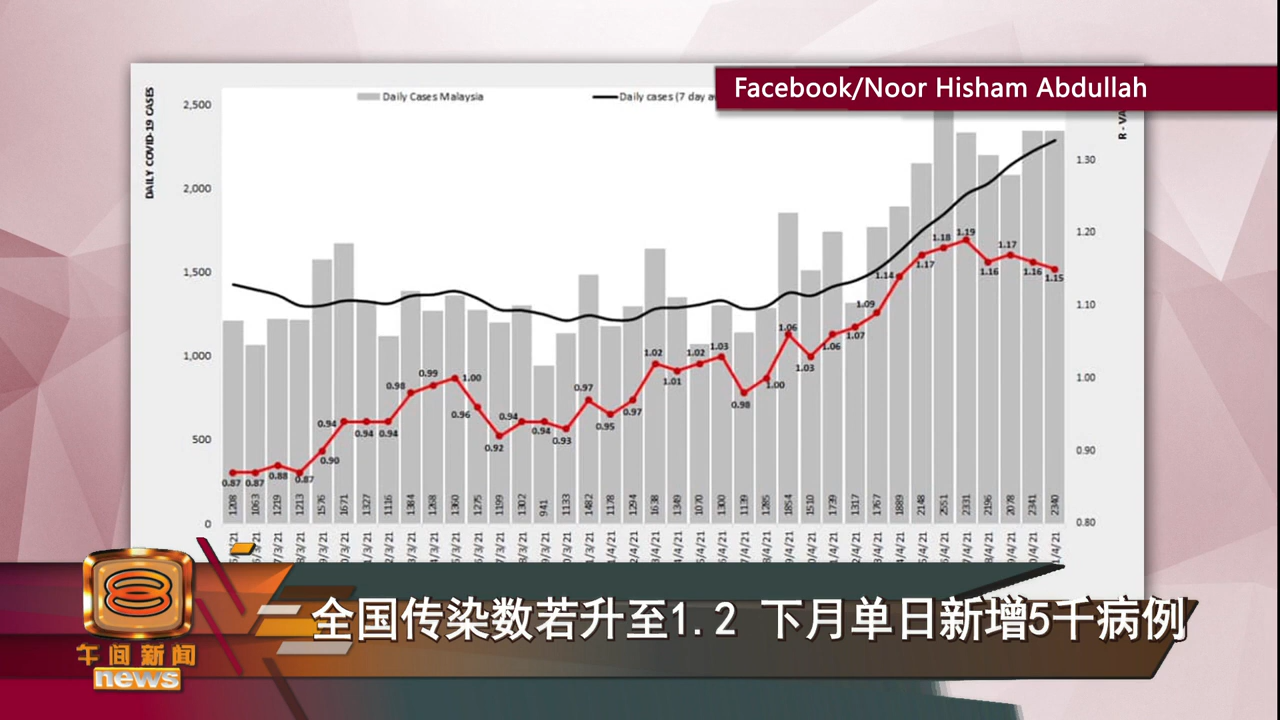 Facebook/Noor Hisham Abdullah
Daily Cases Malaysia
Daily cases (7 day
DAILY COVID-19 CASES
2,500
2,000
1,500
1,000
500
0
1.30
1.20
1.10
1.00
0.90
0.80
0.87 0.87 0.88 0.87 0.90 0.94 0.94 0.94 0.98 0.99 1.00 0.96 0.92 0.94 0.94 0.93 0.97 0.95 0.97 1.02 1.01 1.02 1.03 0.98 1.00 1.06 1.03 1.06 1.07 1.09 1.14 1.17 1.18 1.19 1.16 1.17 1.16 1.15
1208 1063 1219 1213 1576 1671 1327 1116 1384 1268 1360 1275 1199 1302 941 1133 1482 1178 1294 1638 1349 1070 1300 1139 1285 1854 1510 1739 1317 1767 1889 2148 2551 2331 2196 2078 2341 2340
全国传染数若升至1.2 下月单日新增5千病例
午间新闻
news